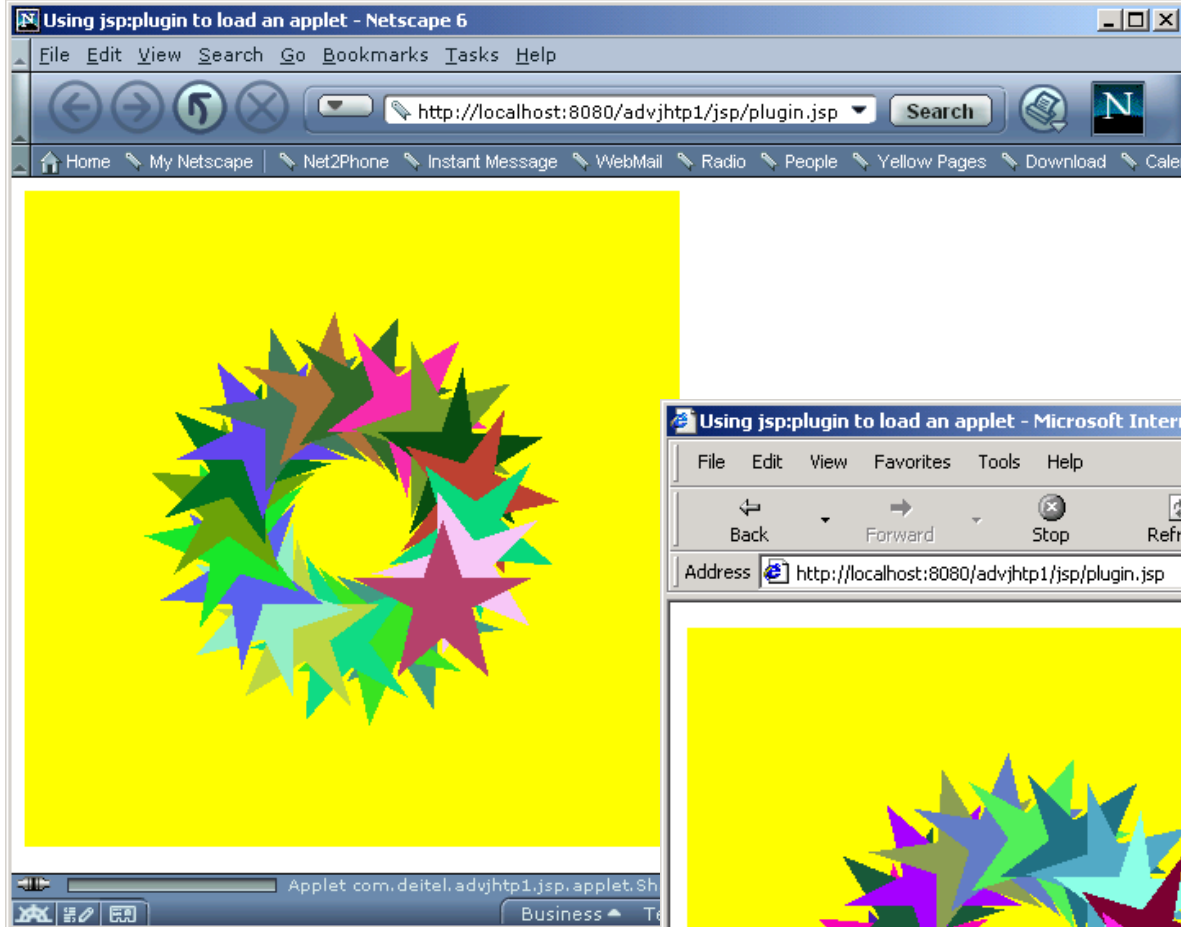 Using jsp:plugin to load an applet - Netscape 6
File Edit View Search Go Bookmarks Tasks Help
http://localhost:8080/advjhtp1/jsp/plugin.jsp Search N
Home My Netscape Net2Phone Instant Message WebMail Radio People Yellow Pages Download Cale
Using jsp:plugin to load an applet - Microsoft Intern
File Edit View Favorites Tools Help
Back Forward Stop Refr
Address http://localhost:8080/advjhtp1/jsp/plugin.jsp
Applet com.deitel.advjhtp1.jsp.applet.Sh
Business Te